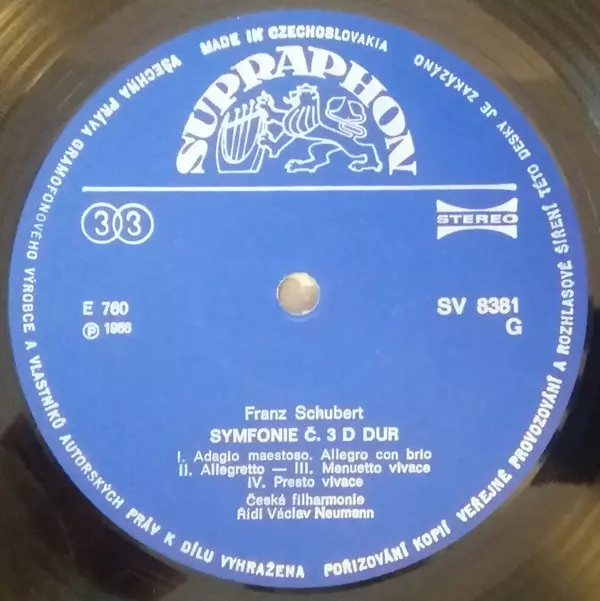 MADE IN CZECHOSLOVAKIA
VŠECHNA PRÁVA GRAMOFONOVÉHO VÝROBCE A VLASTNÍKŮ AUTORSKÝCH PRÁV K DÍLU VYHRAŽENA
POŘIZOVÁNÍ KOPIÍ VEŘEJNÉ PROVOZOVÁNÍ A ROZHLASOVÉ ŠÍŘENÍ TÉTO DESKY JE ZAKÁZÁNO
SUPRAPHON
33
STEREO
E 760
SV 8381
Ⓟ 1966
G
Franz Schubert
SYMFONIE Č. 3 D DUR
I. Adagio maestoso. Allegro con brio
II. Allegretto — III. Menuetto vivace
IV. Presto vivace
Česká filharmonie
Řídí Václav Neumann